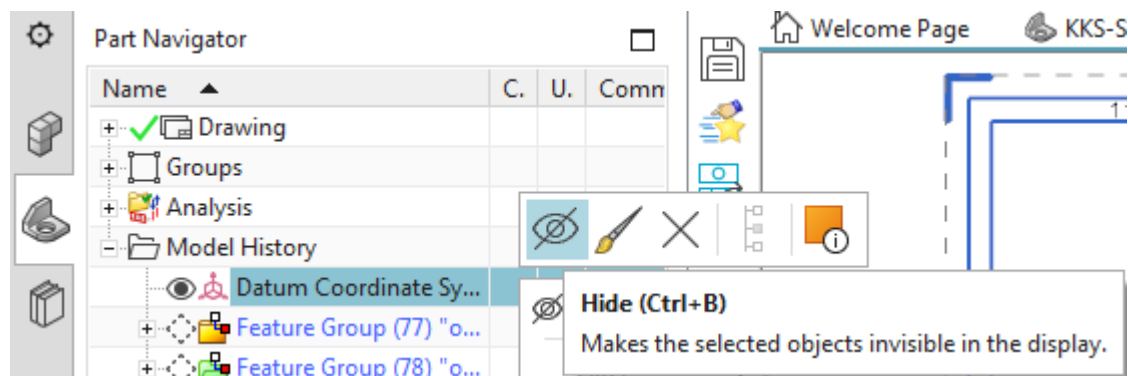 Part Navigator
Welcome Page
KKS-S
Name
C.
U.
Comm
Drawing
Groups
Analysis
Model History
Datum Coordinate Sy...
Hide (Ctrl+B)
Makes the selected objects invisible in the display.
Feature Group (77) "o...
Feature Group (78) "o...